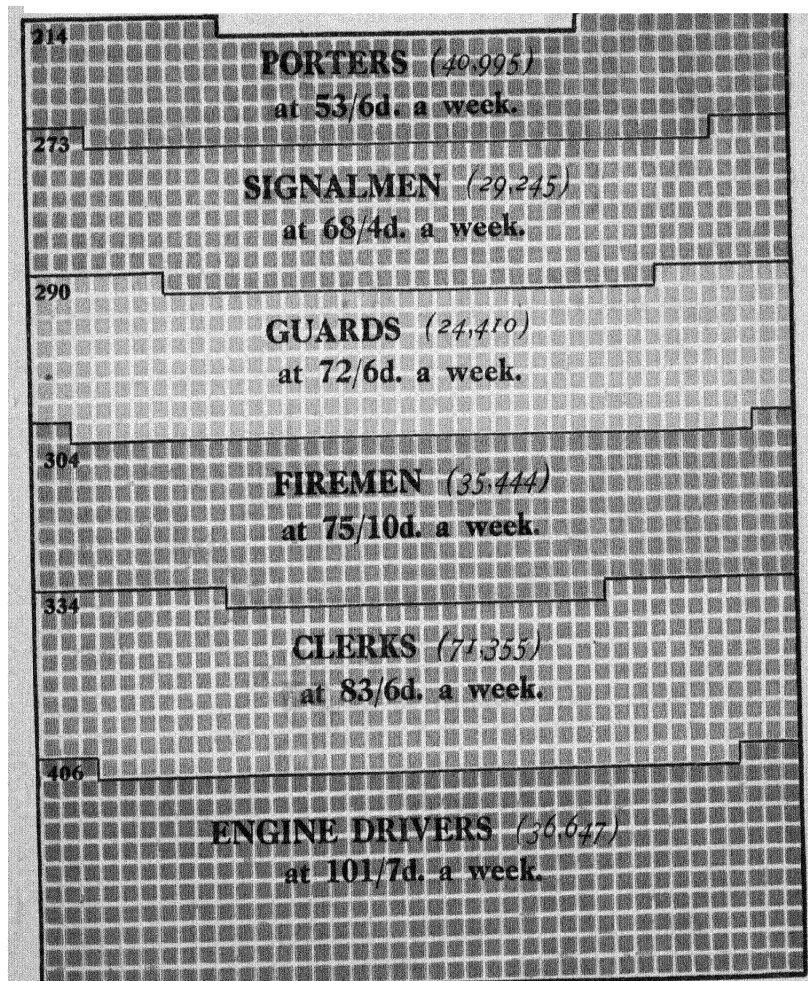 214
PORTERS (40,995)
at 53/6d. a week.
273
SIGNALMEN (29,245)
at 68/4d. a week.
290
GUARDS (24,410)
at 72/6d. a week.
304
FIREMEN (35,444)
at 75/10d. a week.
334
CLERKS (71,355)
at 83/6d. a week.
406
ENGINE DRIVERS (36,647)
at 101/7d. a week.